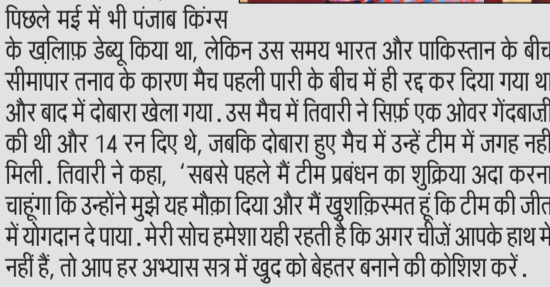 पिछले मई में भी पंजाब किंग्स
के खिलाफ़ डेब्यू किया था, लेकिन उस समय भारत और पाकिस्तान के बीच
सीमापार तनाव के कारण मैच पहली पारी के बीच में ही रद्द कर दिया गया था
और बाद में दोबारा खेला गया. उस मैच में तिवारी ने सिर्फ़ एक ओवर गेंदबाजी
की थी और 14 रन दिए थे, जबकि दोबारा हुए मैच में उन्हें टीम में जगह नहीं
मिली. तिवारी ने कहा, ‘सबसे पहले मैं टीम प्रबंधन का शुक्रिया अदा करना
चाहूंगा कि उन्होंने मुझे यह मौक़ा दिया और मैं खुशक़िस्मत हूं कि टीम की जीत
में योगदान दे पाया. मेरी सोच हमेशा यही रहती है कि अगर चीजें आपके हाथ में
नहीं हैं, तो आप हर अभ्यास सत्र में खुद को बेहतर बनाने की कोशिश करें.